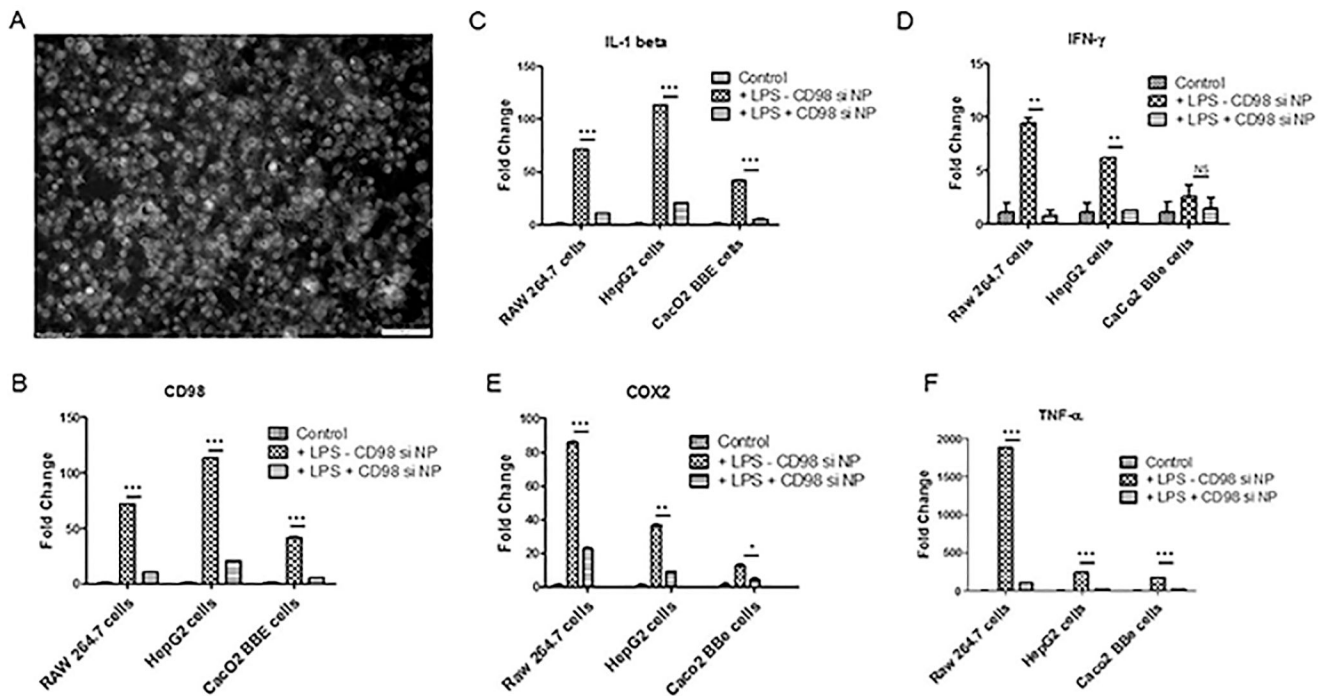 A
C
IL-1 beta
Fold Change
150
100
50
0
***
***
***
Control
+ LPS - CD98 si NP
+ LPS + CD98 si NP
RAW 264.7 cells
HepG2 cells
CacO2 BBE cells
D
IFN-γ
Fold Change
15
10
5
0
**
**
NS
Control
+ LPS - CD98 si NP
+ LPS + CD98 si NP
Raw 264.7 cells
HepG2 cells
CaCo2 BBe cells
B
CD98
Fold Change
150
100
50
0
***
***
***
Control
+ LPS - CD98 si NP
+ LPS + CD98 si NP
RAW 264.7 cells
HepG2 cells
CacO2 BBE cells
E
COX2
Fold Change
100
80
60
40
20
0
***
**
*
Control
+ LPS - CD98 si NP
+ LPS + CD98 si NP
Raw 264.7 cells
HepG2 cells
Caco2 BBe cells
F
TNF-α
Fold Change
2000
1500
1000
500
0
***
***
***
Control
+ LPS - CD98 si NP
+ LPS + CD98 si NP
Raw 264.7 cells
HepG2 cells
Caco2 BBe cells